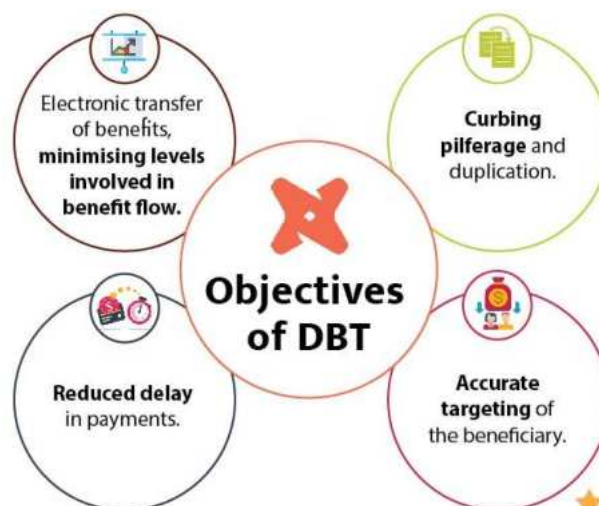 Electronic transfer
of benefits,
minimising levels
involved in
benefit flow.
Curbing
pilferage and
duplication.
Objectives
of DBT
Reduced delay
in payments.
Accurate
targeting of
the beneficiary.